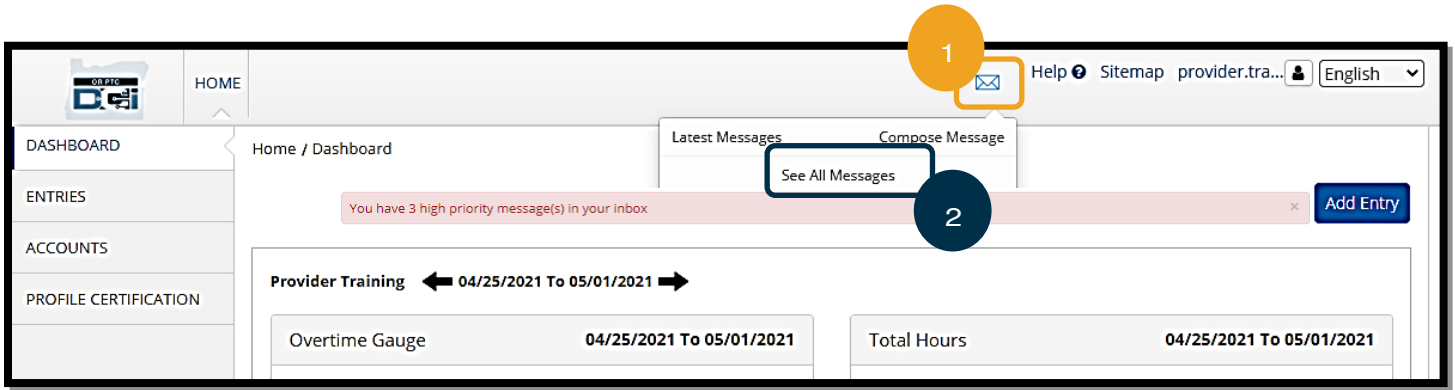 1
OR PTC
DCI
HOME
Help ? Sitemap provider.tra... English
DASHBOARD
Home / Dashboard
Latest Messages Compose Message
See All Messages
2
ENTRIES
You have 3 high priority message(s) in your inbox ×
Add Entry
ACCOUNTS
Provider Training 04/25/2021 To 05/01/2021
PROFILE CERTIFICATION
Overtime Gauge 04/25/2021 To 05/01/2021
Total Hours 04/25/2021 To 05/01/2021